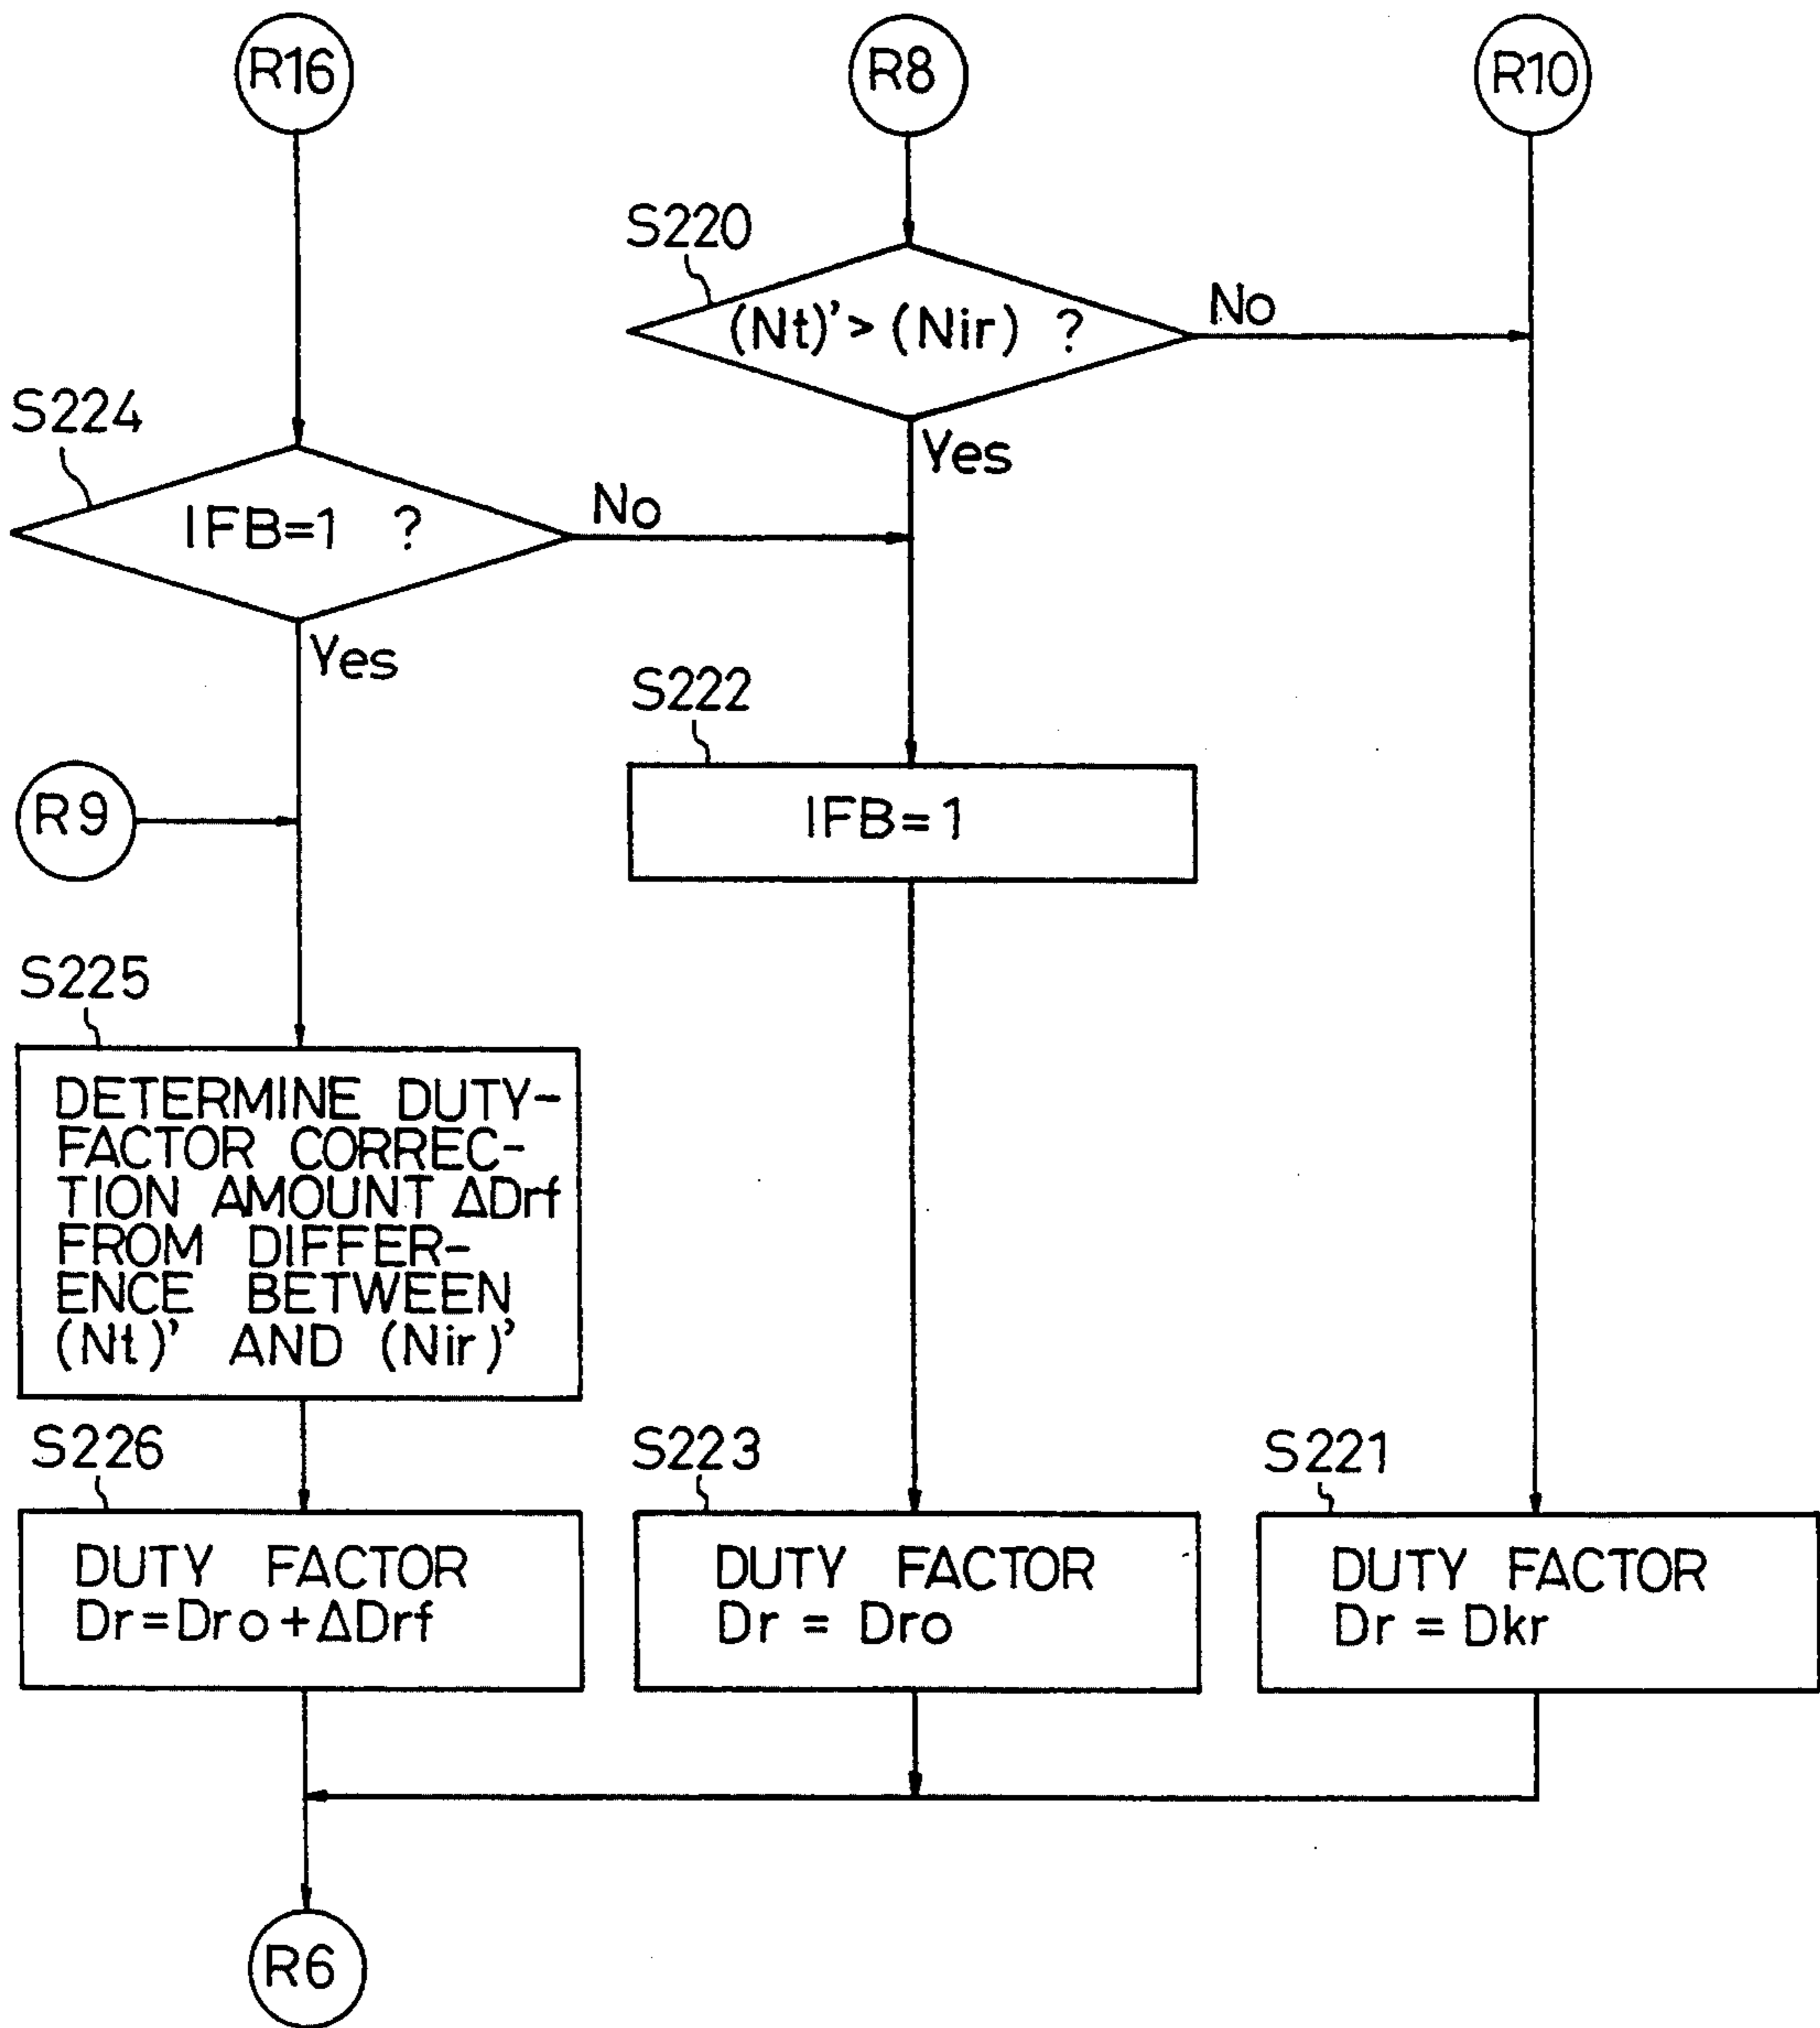 R16
R8
R10
S220
(Nt)'> (Nir) ?
No
Yes
S224
IFB=1 ?
No
Yes
S222
IFB=1
R9
S225
DETERMINE DUTY-
FACTOR CORREC-
TION AMOUNT ΔDrf
FROM DIFFER-
ENCE BETWEEN
(Nt)' AND (Nir)'
S226
DUTY FACTOR
Dr=Dro+ΔDrf
S223
DUTY FACTOR
Dr = Dro
S221
DUTY FACTOR
Dr = Dkr
R6